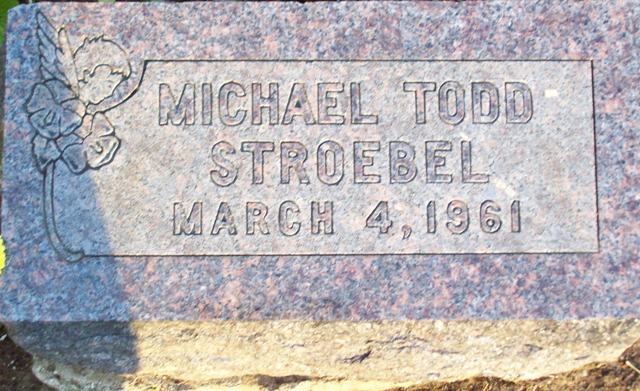 MICHAEL TODD
STROEBEL
MARCH 4, 1961